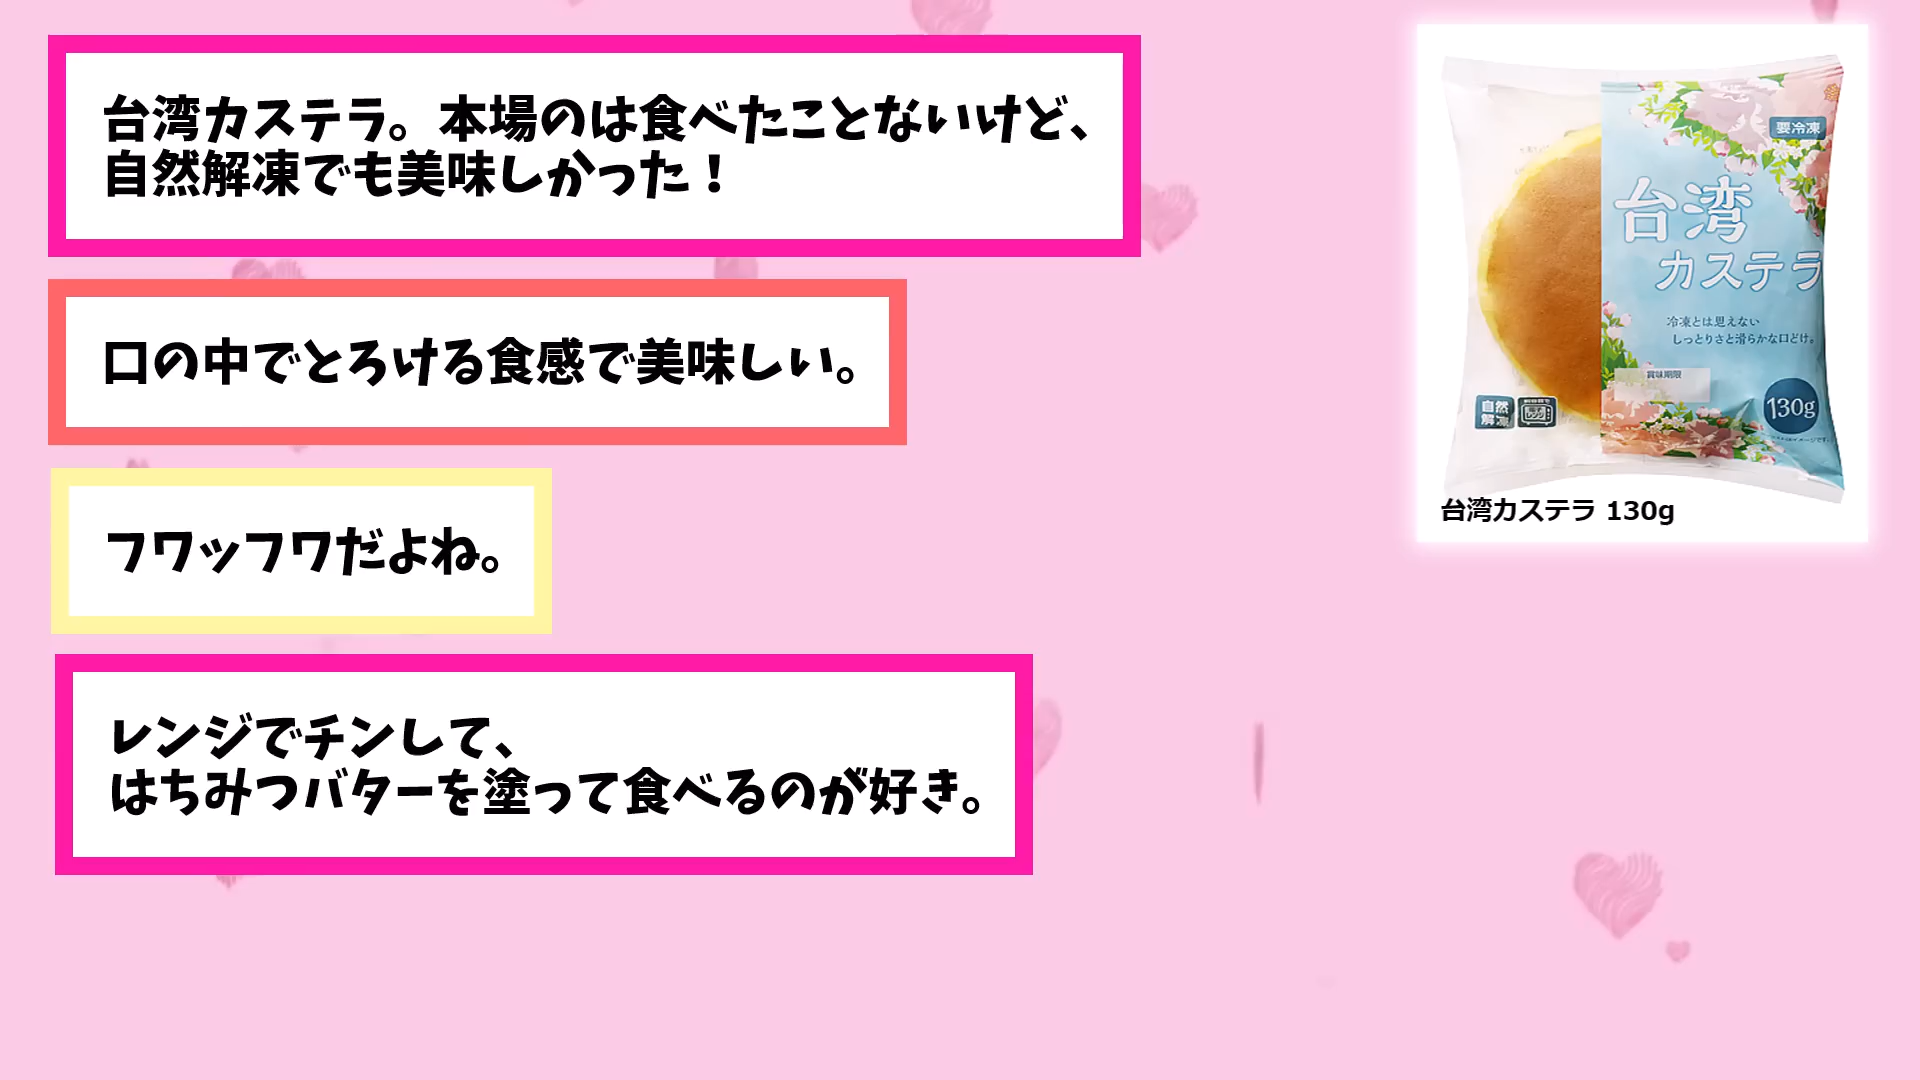 台湾カステラ。本場のは食べたことないけど、
自然解凍でも美味しかった！
口の中でとろける食感で美味しい。
フワッフワだよね。
レンジでチンして、
はちみつバターを塗って食べるのが好き。
要冷凍
台湾
カステラ
冷凍とは思えない
しっとりさと滑らかな口どけ。
賞味期限
自然
解凍
130g
台湾カステラ 130g